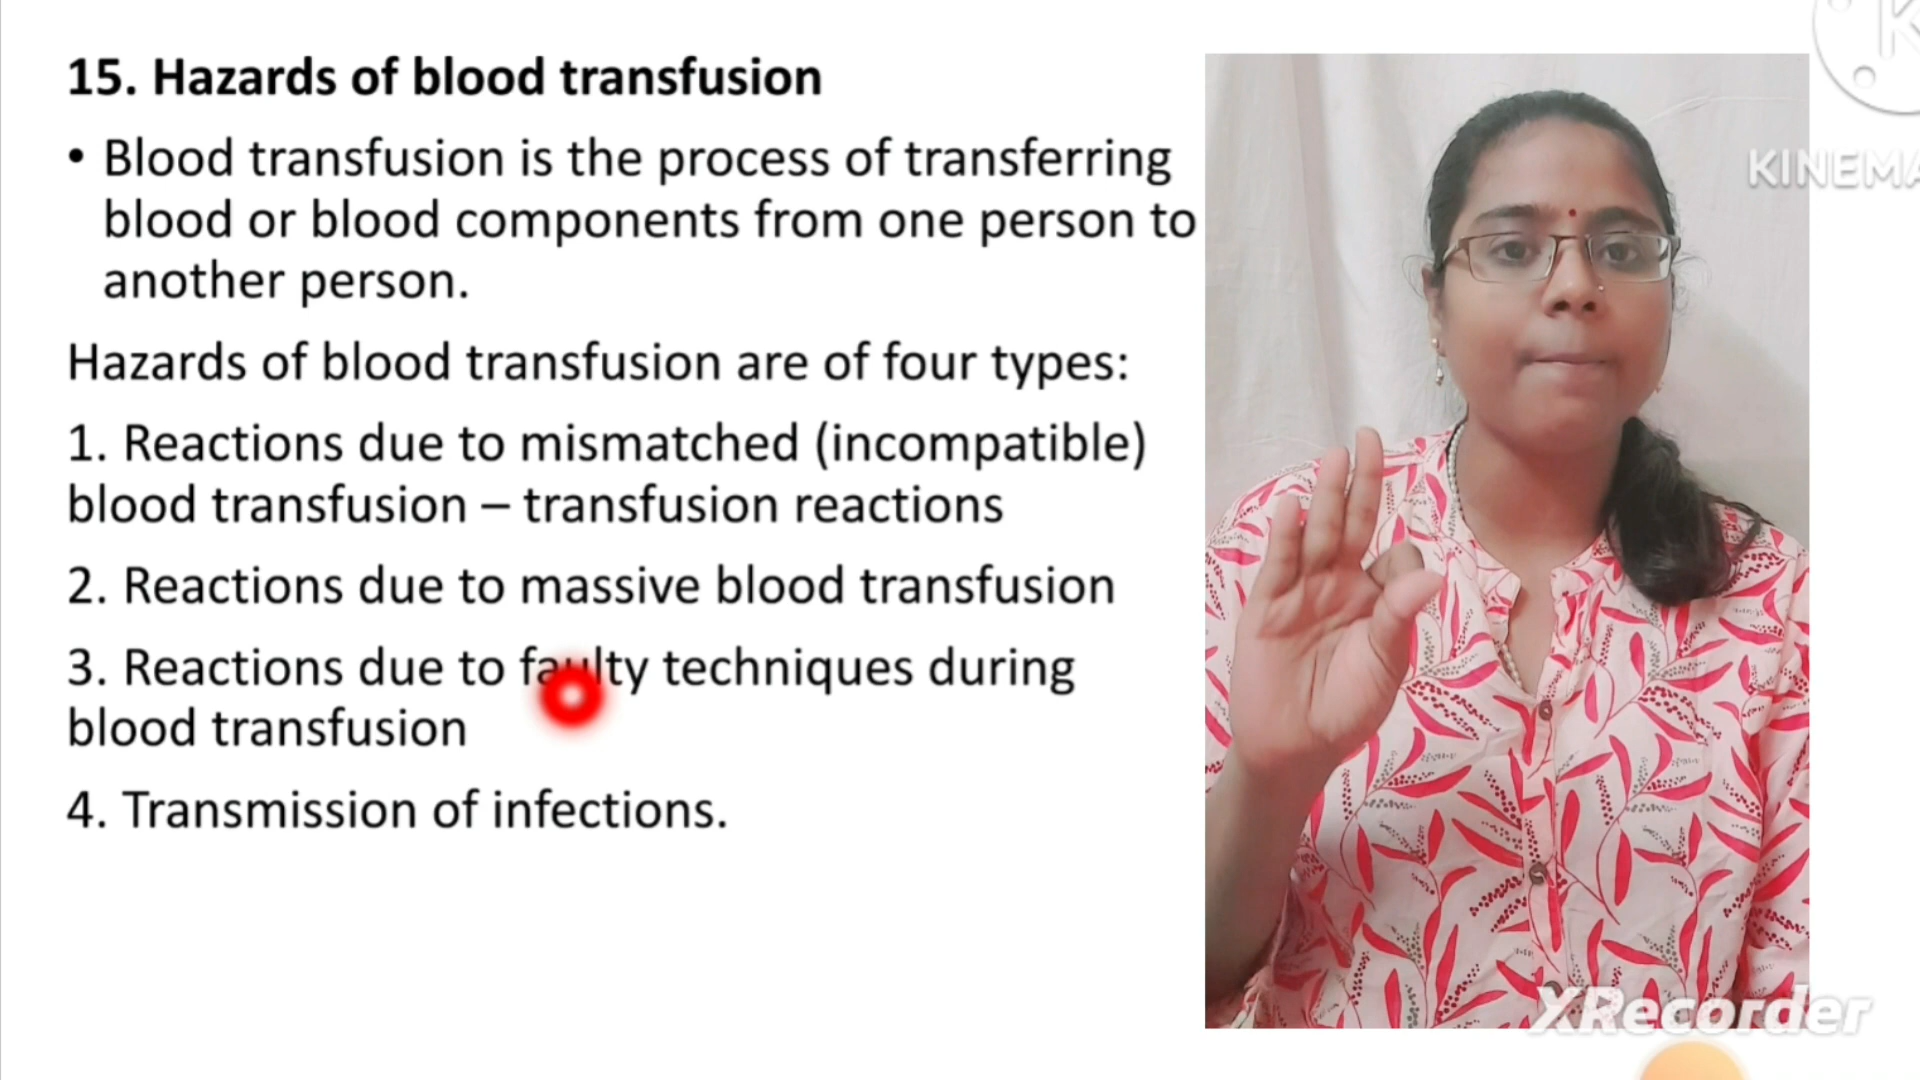 15. Hazards of blood transfusion
• Blood transfusion is the process of transferring
blood or blood components from one person to
another person.
Hazards of blood transfusion are of four types:
1. Reactions due to mismatched (incompatible)
blood transfusion – transfusion reactions
2. Reactions due to massive blood transfusion
3. Reactions due to faulty techniques during
blood transfusion
4. Transmission of infections.
KINEMA
XRecorder